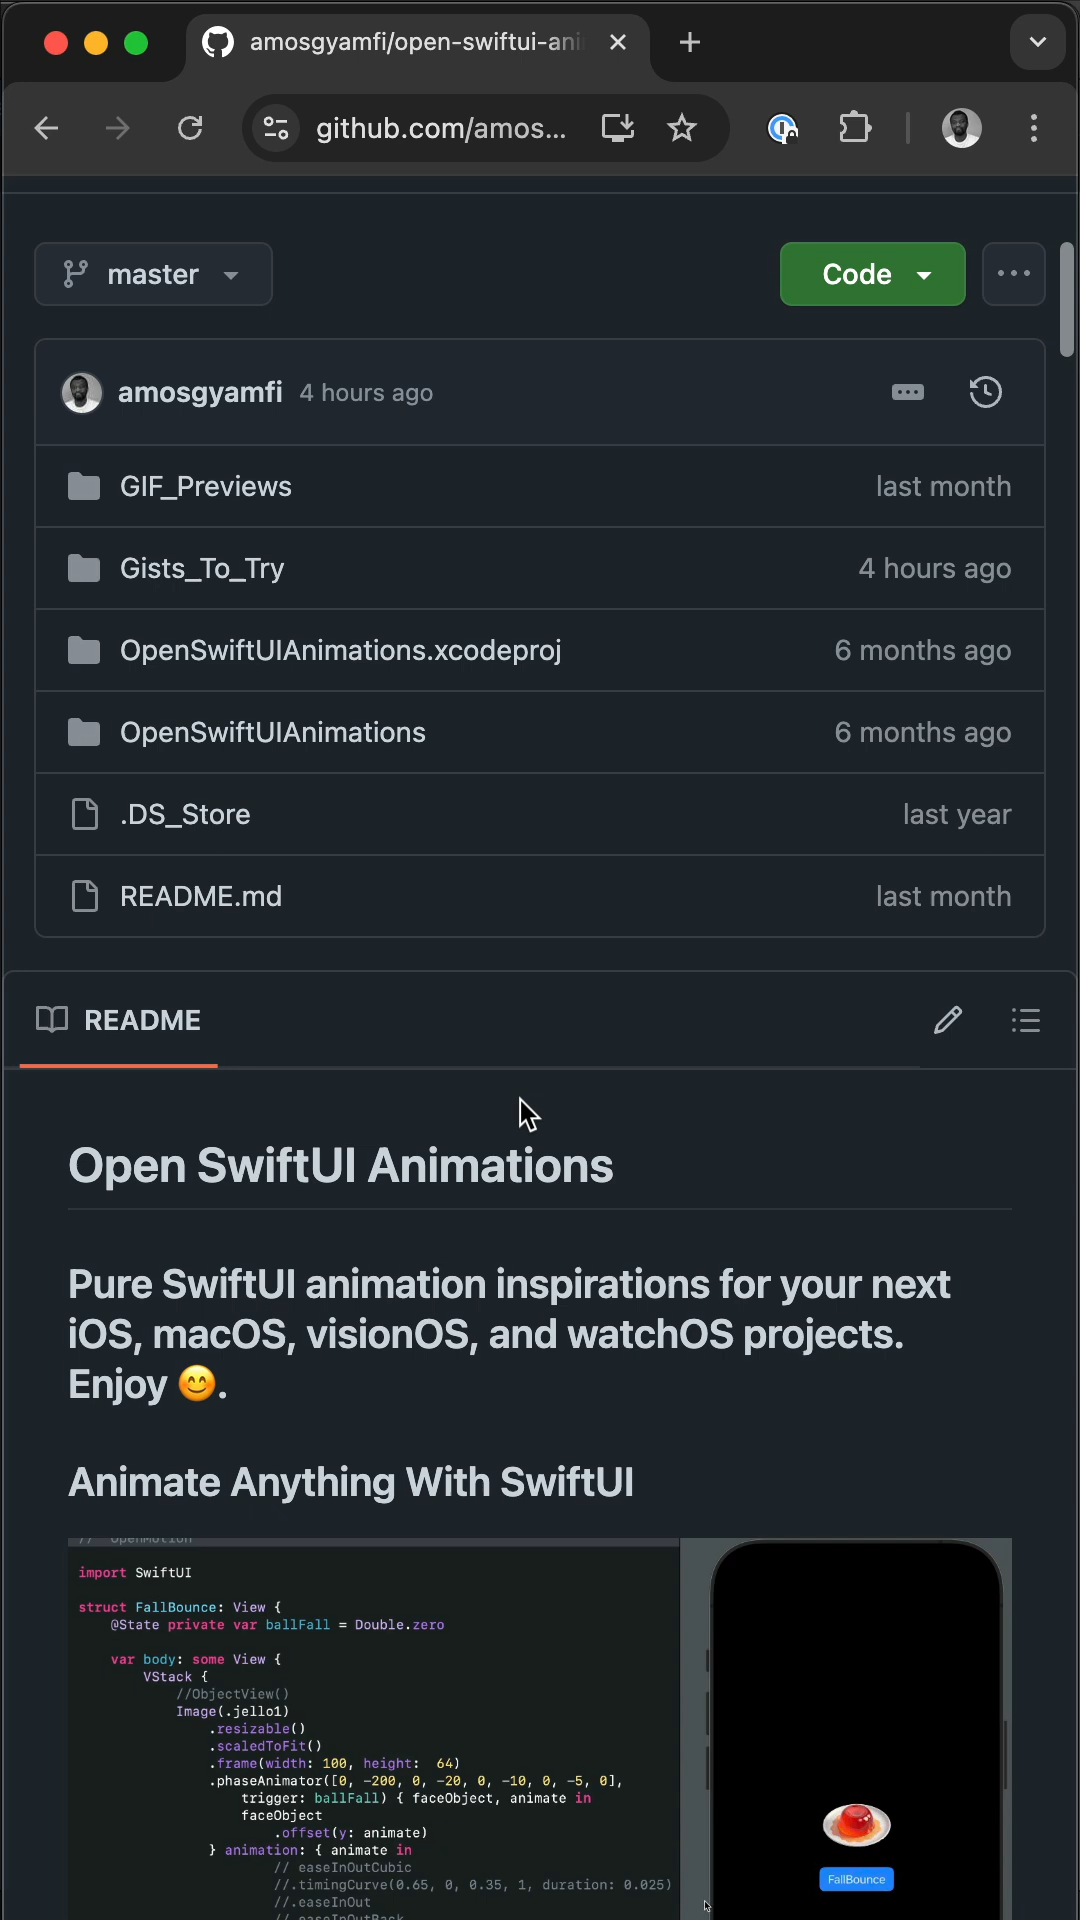 amosgyamfi/open-swiftui-ani
github.com/amos...
master
Code
amosgyamfi 4 hours ago
GIF_Previews last month
Gists_To_Try 4 hours ago
OpenSwiftUIAnimations.xcodeproj 6 months ago
OpenSwiftUIAnimations 6 months ago
.DS_Store last year
README.md last month
README
Open SwiftUI Animations
Pure SwiftUI animation inspirations for your next
iOS, macOS, visionOS, and watchOS projects.
Enjoy 😊.
Animate Anything With SwiftUI
// OpenMotion
import SwiftUI
struct FallBounce: View {
@State private var ballFall = Double.zero
var body: some View {
VStack {
//ObjectView()
Image(.jello1)
.resizable()
.scaledToFit()
.frame(width: 100, height: 64)
.phaseAnimator([0, -200, 0, -20, 0, -10, 0, -5, 0],
trigger: ballFall) { faceObject, animate in
faceObject
.offset(y: animate)
} animation: { animate in
// easeInOutCubic
//.timingCurve(0.65, 0, 0.35, 1, duration: 0.025)
//.easeInOut
// easeInOutBack
FallBounce